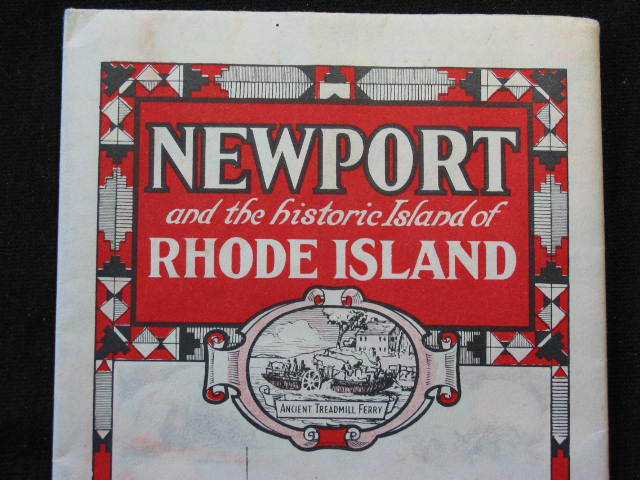 NEWPORT
and the historic Island of
RHODE ISLAND
ANCIENT TREADMILL FERRY